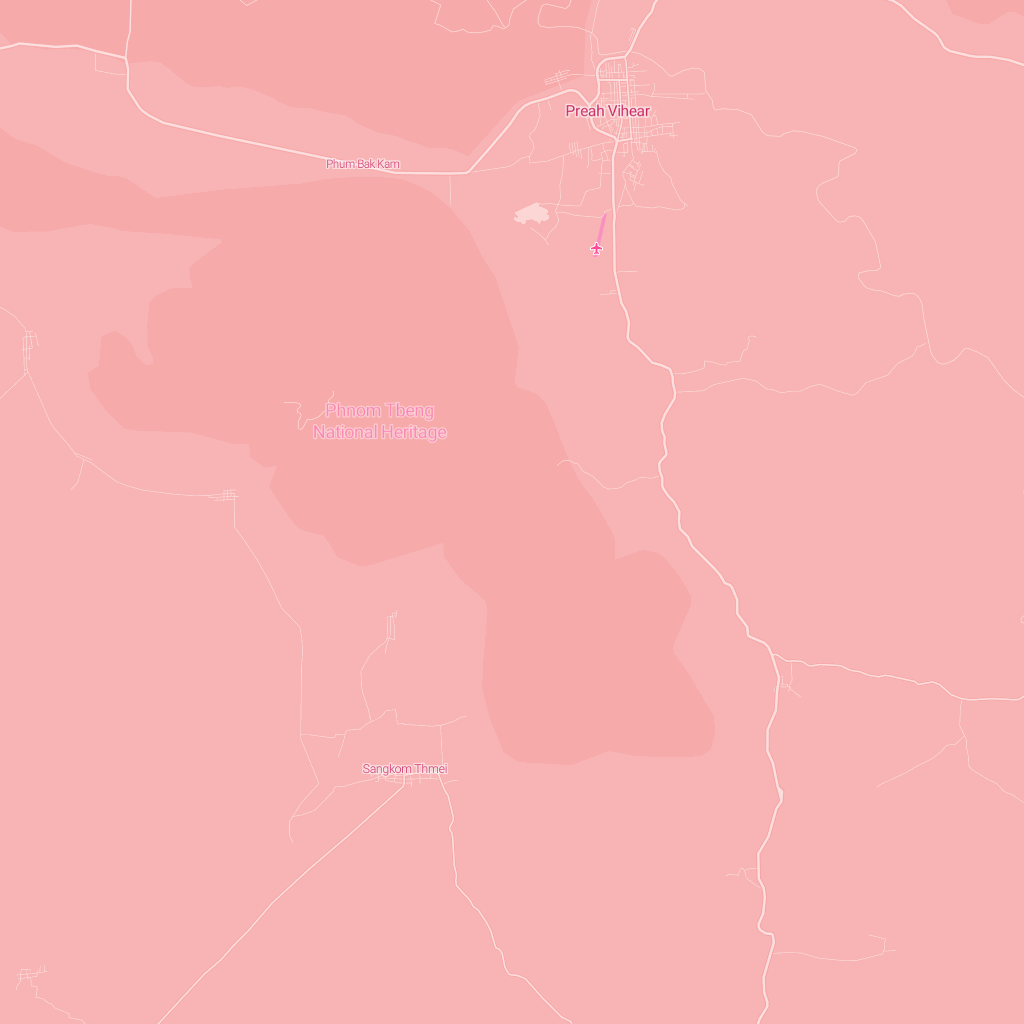 Preah Vihear
Phum Bak Kam
Phnom Tbeng
National Heritage
Sangkom Thmei